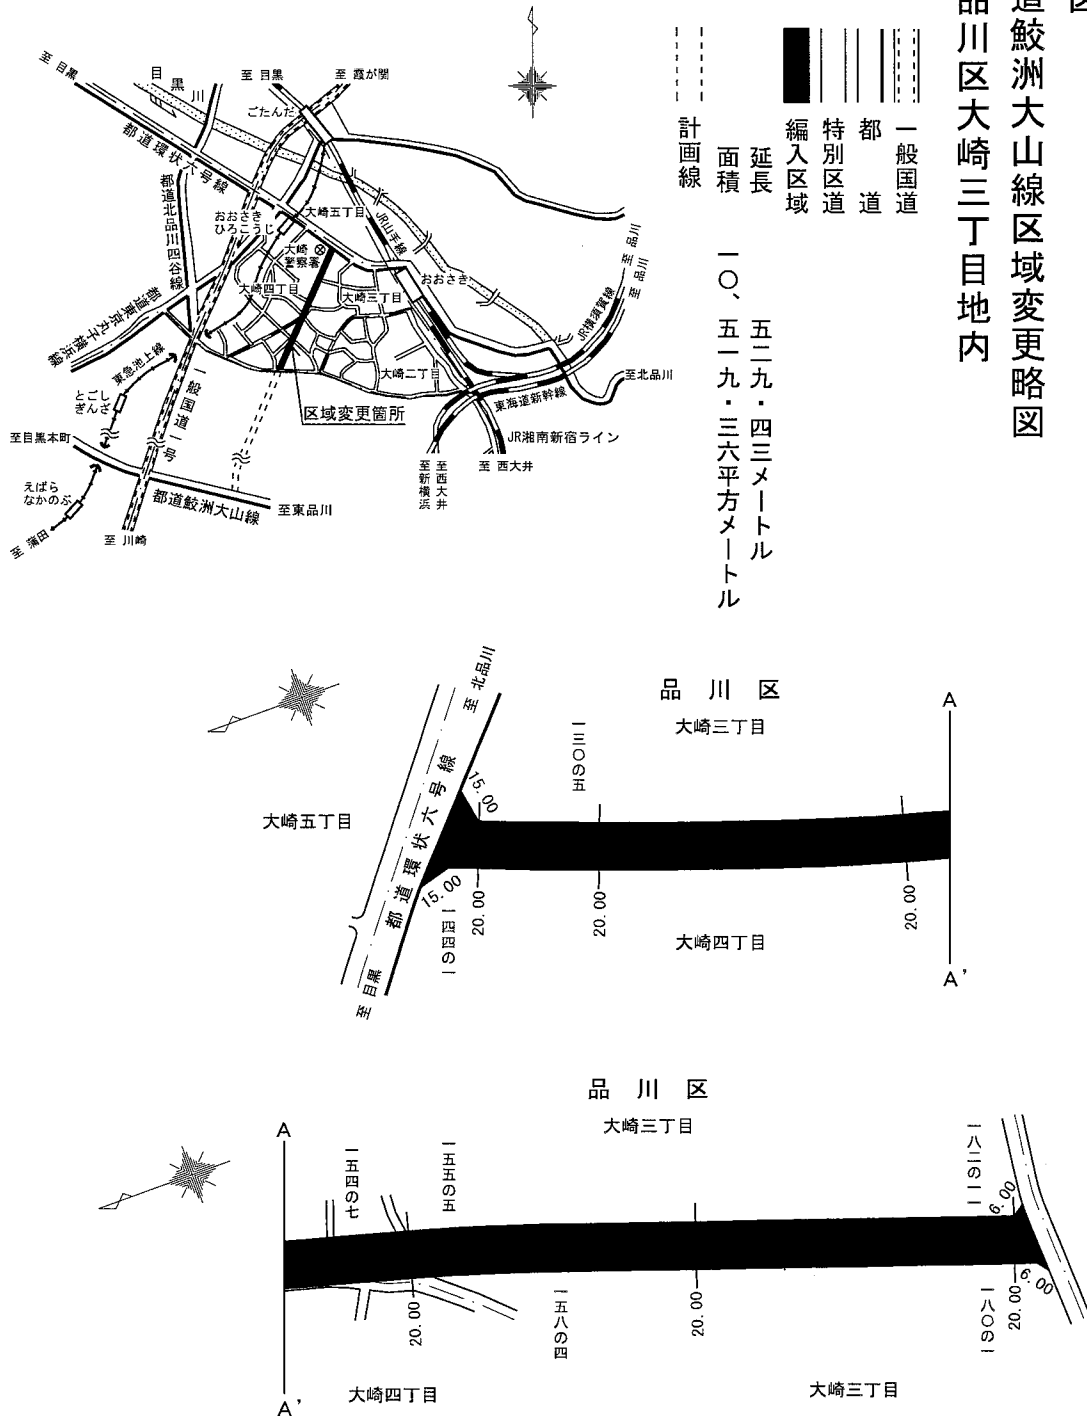 道鮫洲大山線区域変更略図
品川区大崎三丁目地内
一般国道
都道
特別区道
編入区域
延長 五二九・四三メートル
面積 一〇、五一九・三六平方メートル
計画線
至 目黒
目黒川
至 目黒
至 霞が関
ごたんだ
都道環状六号線
都道北品川四谷線
おおさき
ひろこうじ
大崎五丁目
JR山手線
大崎
警察署
大崎四丁目
大崎三丁目
おおさき
至 品川
至 品川
JR横須賀線
都道東京丸子横浜線
東急池上線
とごし
ぎんざ
一般国道一号
大崎二丁目
至北品川
東海道新幹線
区域変更箇所
JR湘南新宿ライン
至目黒本町
至新横浜
至西大井
至 西大井
えばら
なかのぶ
都道鮫洲大山線
至東品川
至 蒲田
至 川崎
至 北品川
品川区
大崎三丁目
A
一三〇の五
15.00
都道環状六号線
大崎五丁目
15.00
一四四の一
20.00
20.00
20.00
大崎四丁目
至 目黒
A'
品川区
大崎三丁目
A
一五四の七
一五五の五
一八二の一一
6.00
6.00
20.00
一五八の四
20.00
20.00
大崎四丁目
大崎三丁目
A'